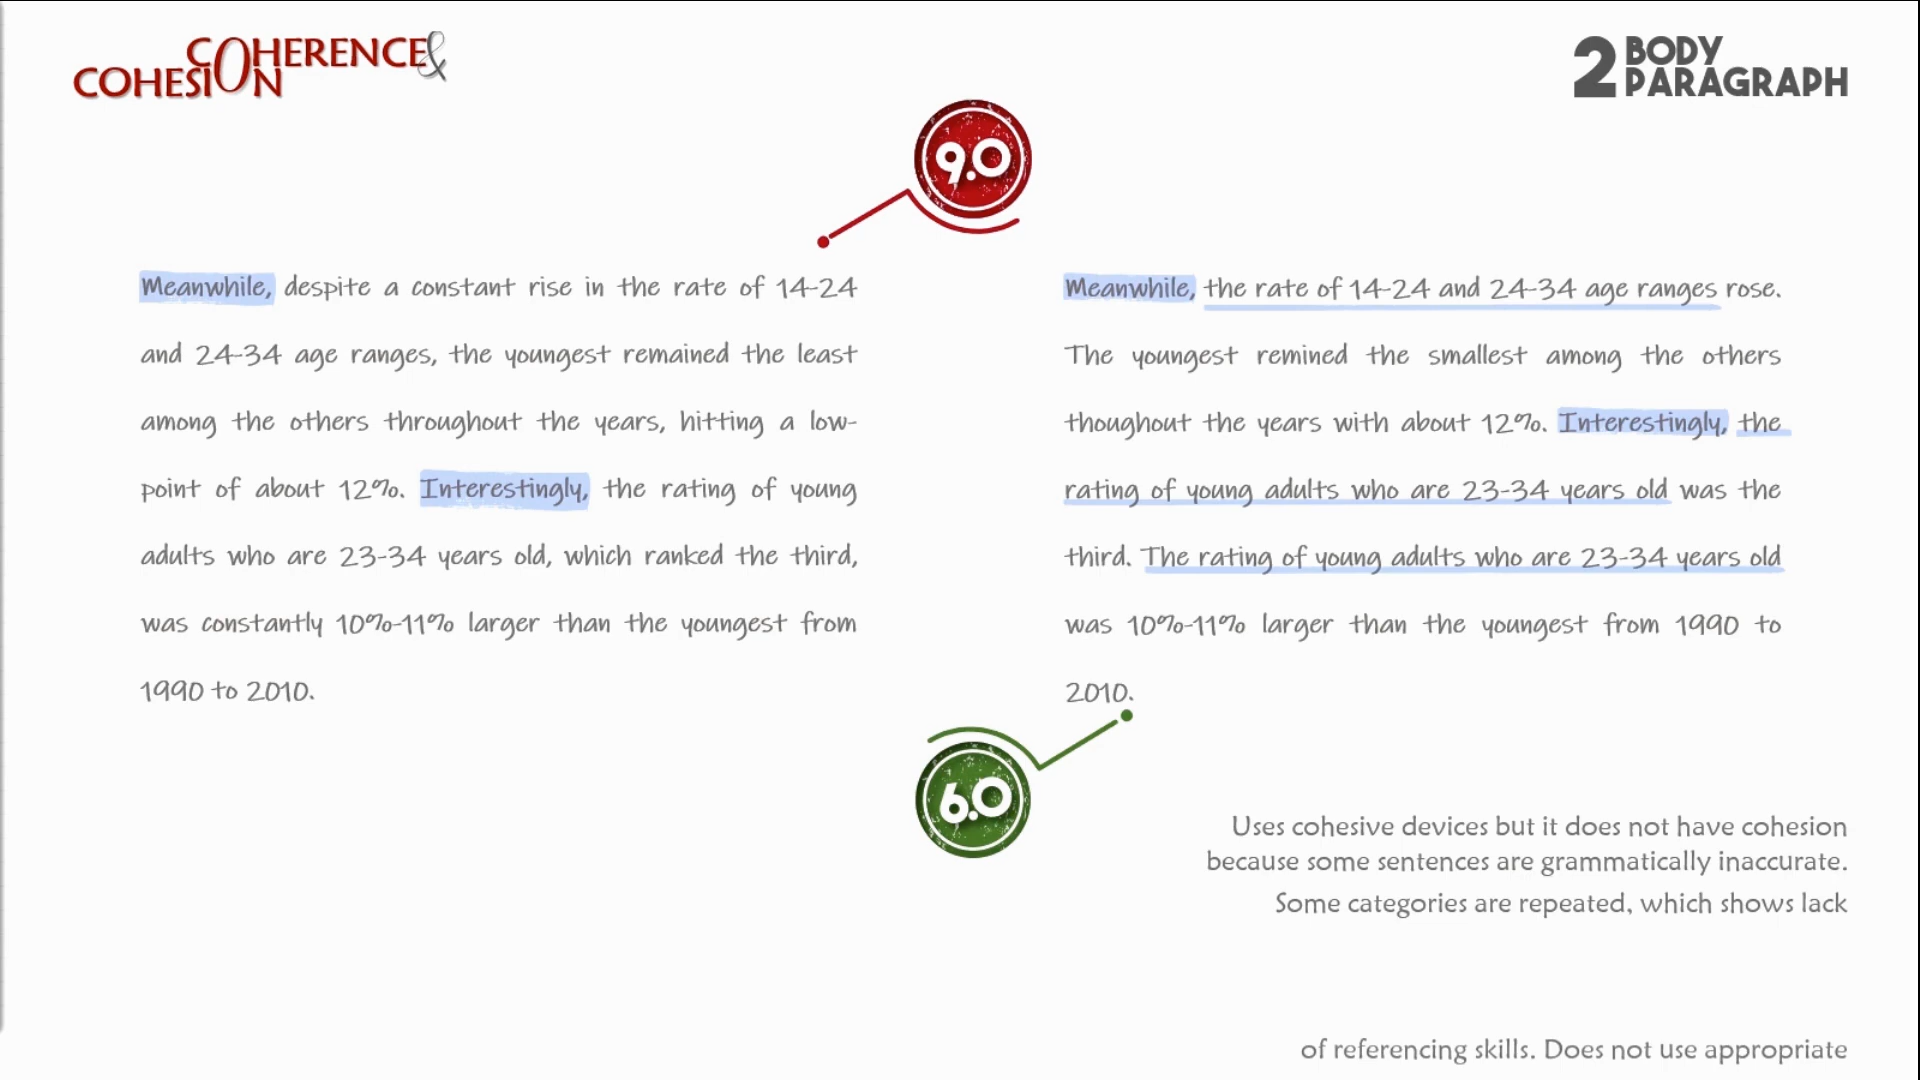 COHERENCE &
COHESION
2 BODY
PARAGRAPH
9.0
Meanwhile, despite a constant rise in the rate of 14-24
and 24-34 age ranges, the youngest remained the least
among the others throughout the years, hitting a low-
point of about 12%. Interestingly, the rating of young
adults who are 23-34 years old, which ranked the third,
was constantly 10%-11% larger than the youngest from
1990 to 2010.
Meanwhile, the rate of 14-24 and 24-34 age ranges rose.
The youngest remined the smallest among the others
thoughout the years with about 12%. Interestingly, the
rating of young adults who are 23-34 years old was the
third. The rating of young adults who are 23-34 years old
was 10%-11% larger than the youngest from 1990 to
2010.
6.0
Uses cohesive devices but it does not have cohesion
because some sentences are grammatically inaccurate.
Some categories are repeated, which shows lack
of referencing skills. Does not use appropriate